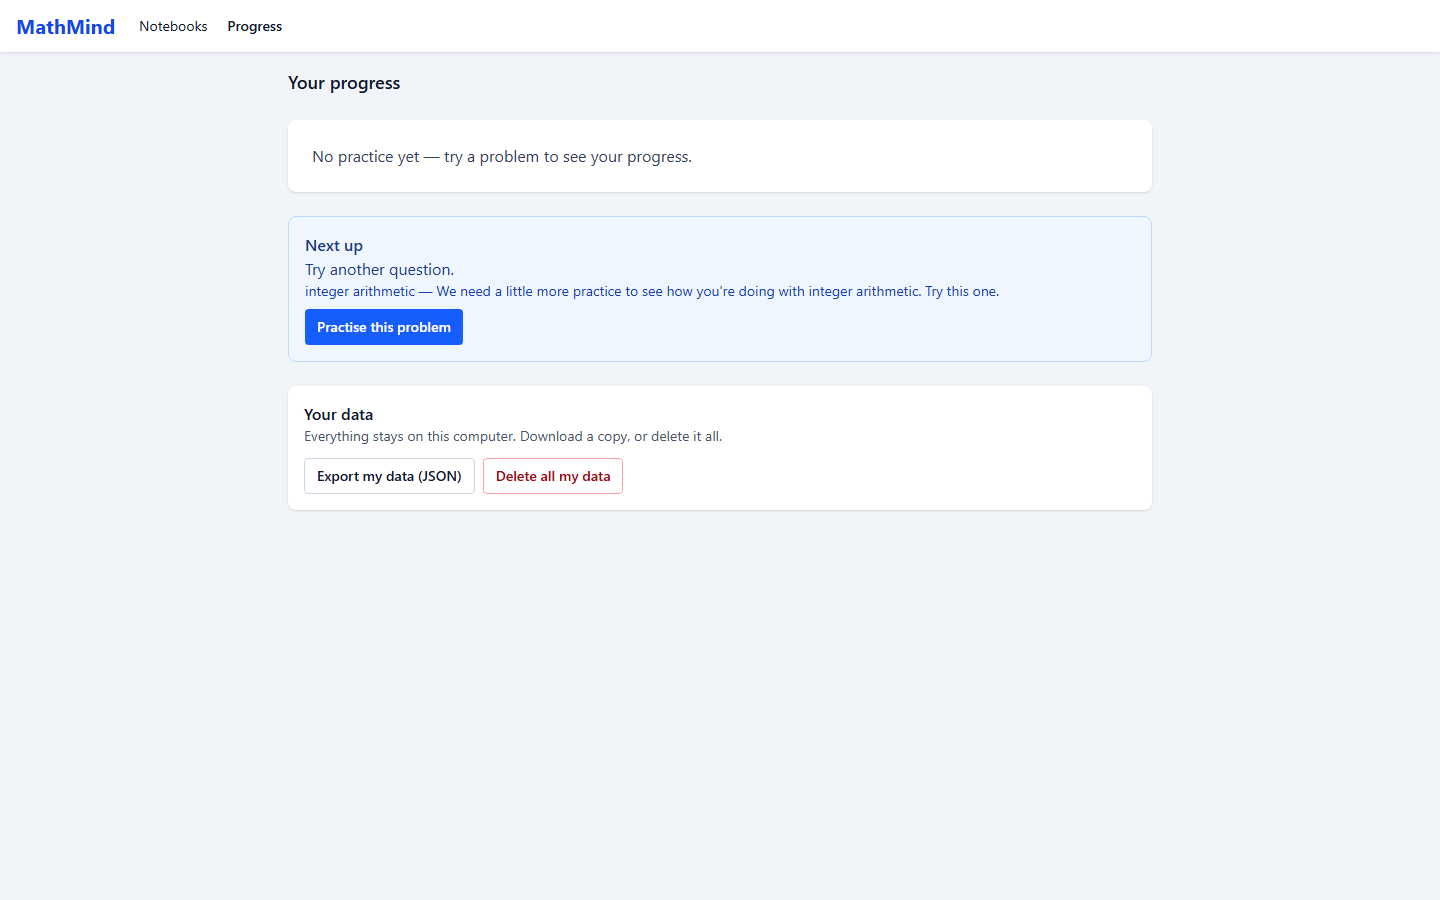 MathMind Notebooks Progress
Your progress
No practice yet — try a problem to see your progress.
Next up
Try another question.
integer arithmetic — We need a little more practice to see how you're doing with integer arithmetic. Try this one.
Practise this problem
Your data
Everything stays on this computer. Download a copy, or delete it all.
Export my data (JSON) Delete all my data